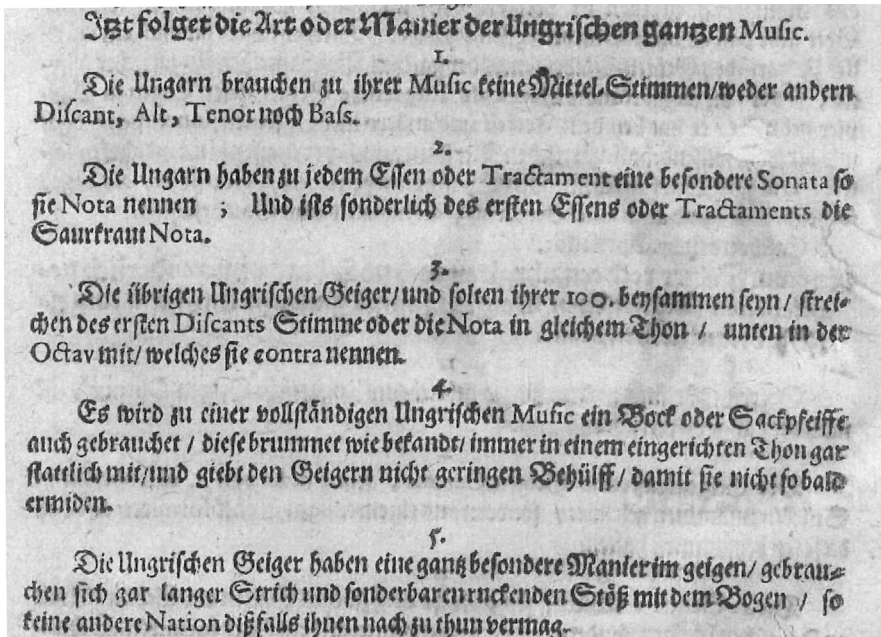 Jtzt folget die Art oder Manier der Ungrischen gantzen Music.
1.
Die Ungarn brauchen zu ihrer Music keine Mittel-Stimmen/weder andern
Discant, Alt, Tenor noch Bass.
2.
Die Ungarn haben zu jedem Essen oder Tractament eine besondere Sonata so
sie Nota nennen ; Und ists sonderlich des ersten Essens oder Tractaments die
Saurkraut Nota.
3.
Die übrigen Ungrischen Geiger/und solten ihrer 100. beysammen seyn / strei-
chen des ersten Discants Stimme oder die Nota in gleichem Thon / unten in der
Octav mit/ welches sie contra nennen.
4.
Es wird zu einer vollständigen Ungrischen Music ein Bock oder Sackpfeiffe
auch gebrauchet / diese brummet wie bekandt/ immer in einem eingerichten Thon gar
stattlich mit/und giebt den Geigern nicht geringen Behülff / damit sie nicht so bald
ermiden.
5.
Die Ungrischen Geiger haben eine gantz besondere Manier im geigen/ gebrau-
chen sich gar langer Strich und sonderbaren ruckenden Stöß mit dem Bogen / so
keine andere Nation dißfalls ihnen nach zu thun vermag.